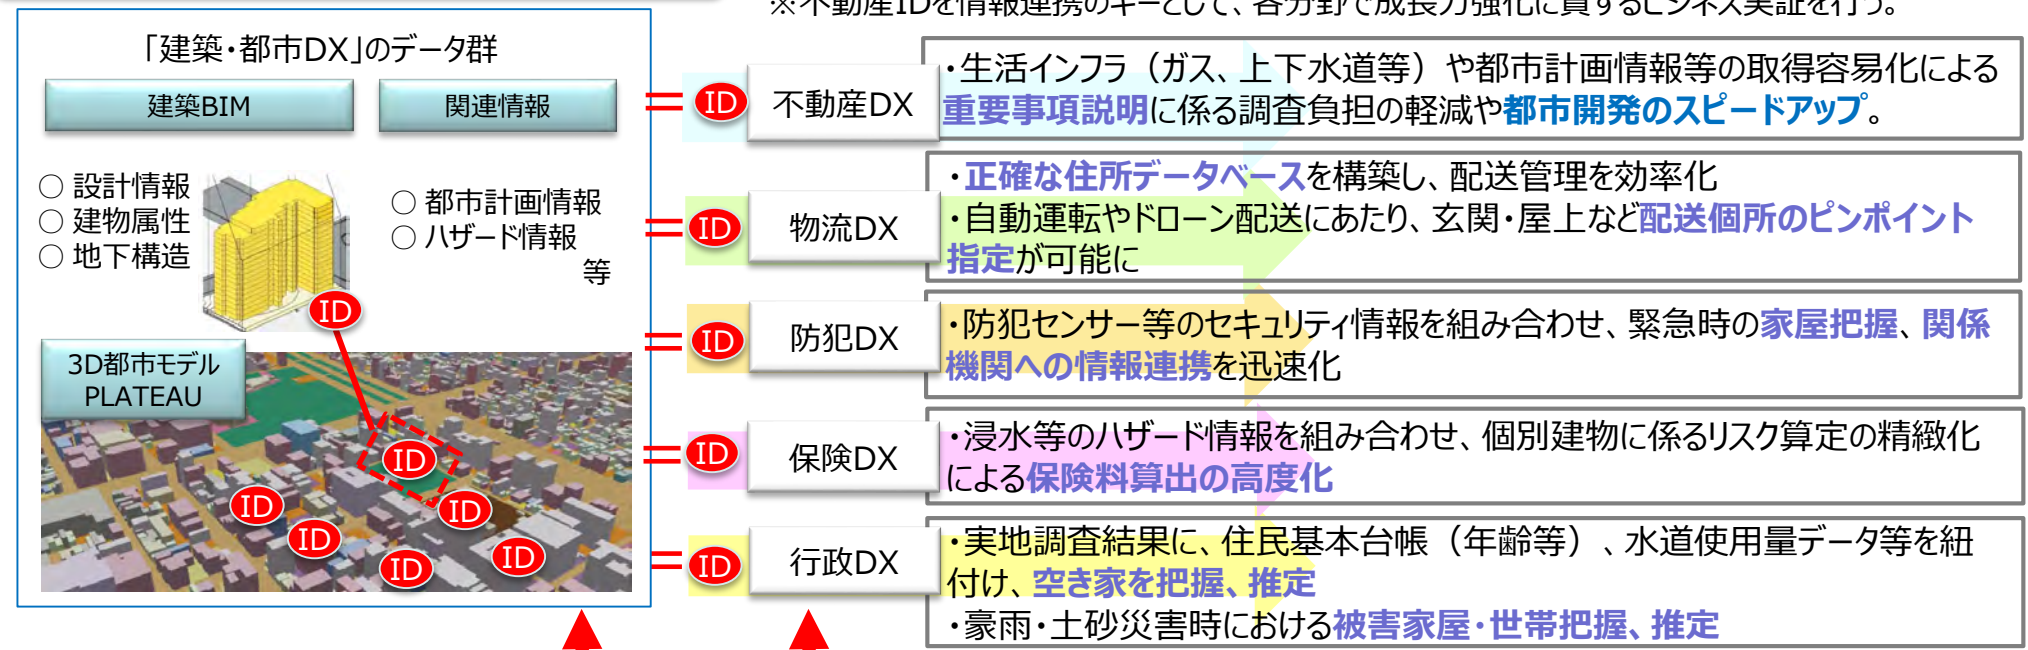 ※不動産IDを情報連携のキーとして、各分野で成長力強化に資するビジネス実証を行う。
「建築・都市DX」のデータ群
建築BIM
関連情報
○ 設計情報
○ 建物属性
○ 地下構造
○ 都市計画情報
○ ハザード情報
等
ID
3D都市モデル
PLATEAU
ID
ID
ID
ID
ID
ID
ID
不動産DX
・生活インフラ（ガス、上下水道等）や都市計画情報等の取得容易化による
重要事項説明に係る調査負担の軽減や都市開発のスピードアップ。
ID
物流DX
・正確な住所データベースを構築し、配送管理を効率化
・自動運転やドローン配送にあたり、玄関・屋上など配送個所のピンポイント
指定が可能に
ID
防犯DX
・防犯センサー等のセキュリティ情報を組み合わせ、緊急時の家屋把握、関係
機関への情報連携を迅速化
ID
保険DX
・浸水等のハザード情報を組み合わせ、個別建物に係るリスク算定の精緻化
による保険料算出の高度化
ID
行政DX
・実地調査結果に、住民基本台帳（年齢等）、水道使用量データ等を紐
付け、空き家を把握、推定
・豪雨・土砂災害時における被害家屋・世帯把握、推定